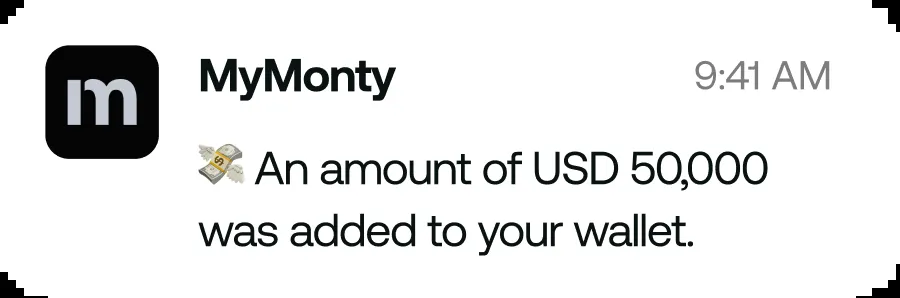 m
MyMonty
9:41 AM
💸 An amount of USD 50,000
was added to your wallet.